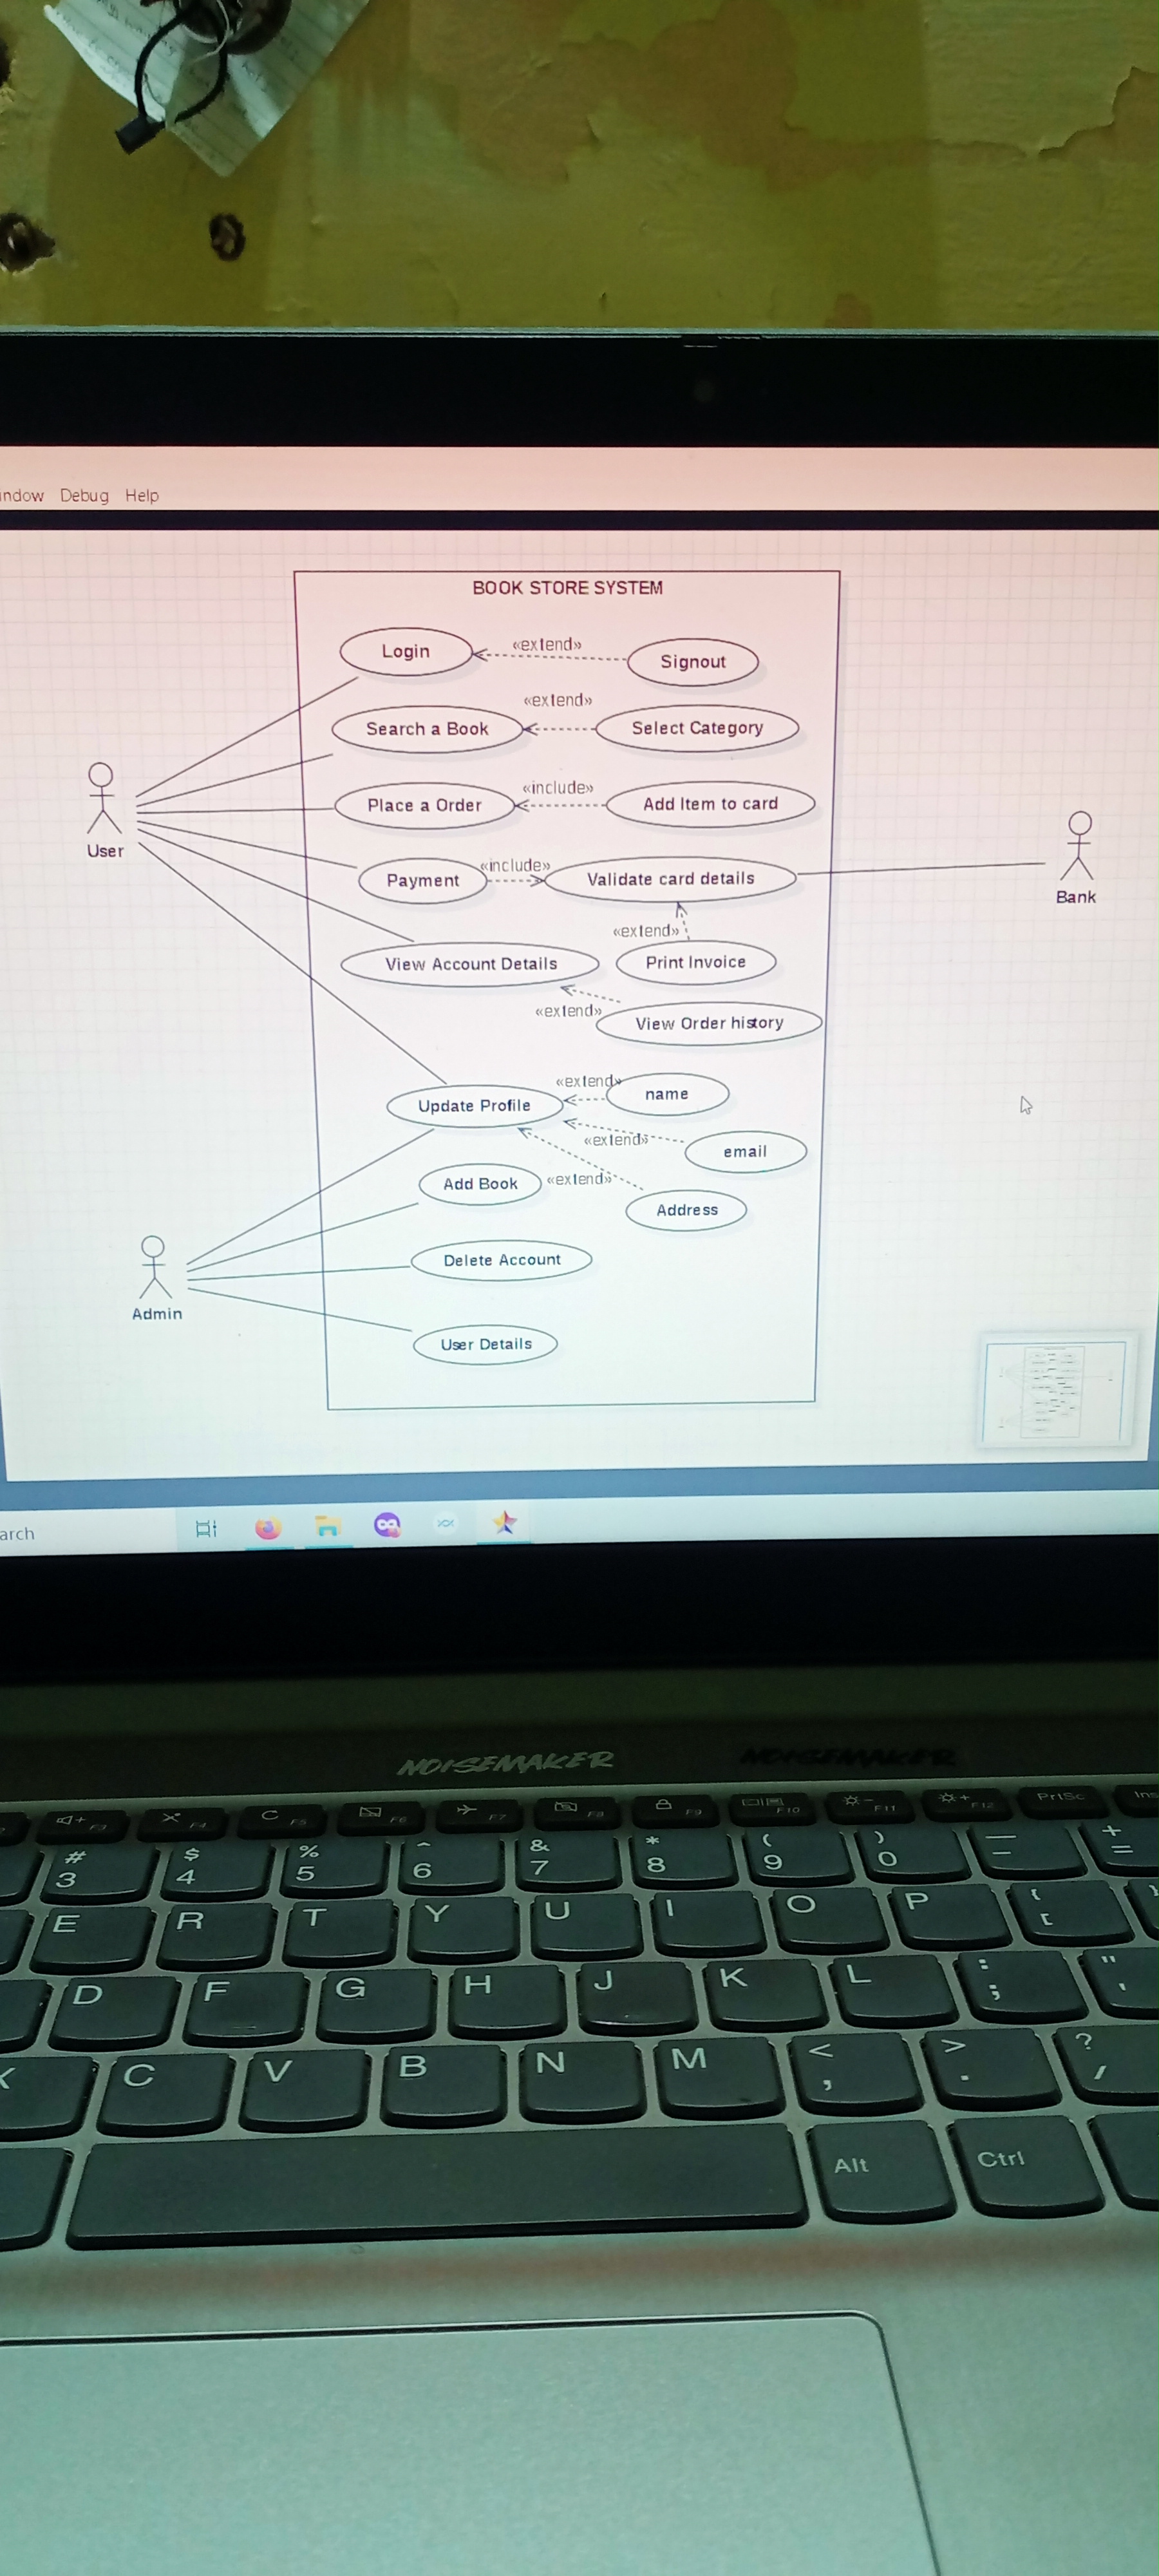 indow Debug Help
BOOK STORE SYSTEM
Login
«extend»
Signout
Search a Book
«extend»
Select Category
Place a Order
«include»
Add Item to card
User
Payment
«include»
Validate card details
Bank
«extend»
View Account Details
Print Invoice
«extend»
View Order history
Update Profile
«extend»
name
«extend»
email
Add Book
«extend»
Address
Delete Account
Admin
User Details
arch
NOISEMAKER
F3 F4 C F5 F6 F7 F8 F9 F10 F11 F12 PrtSc Ins
# 3 $ 4 % 5 ^ 6 & 7 * 8 ( 9 ) 0 — - + =
E R T Y U I O P { [
D F G H J K L : ; " '
X C V B N M < , > . ? /
Alt Ctrl